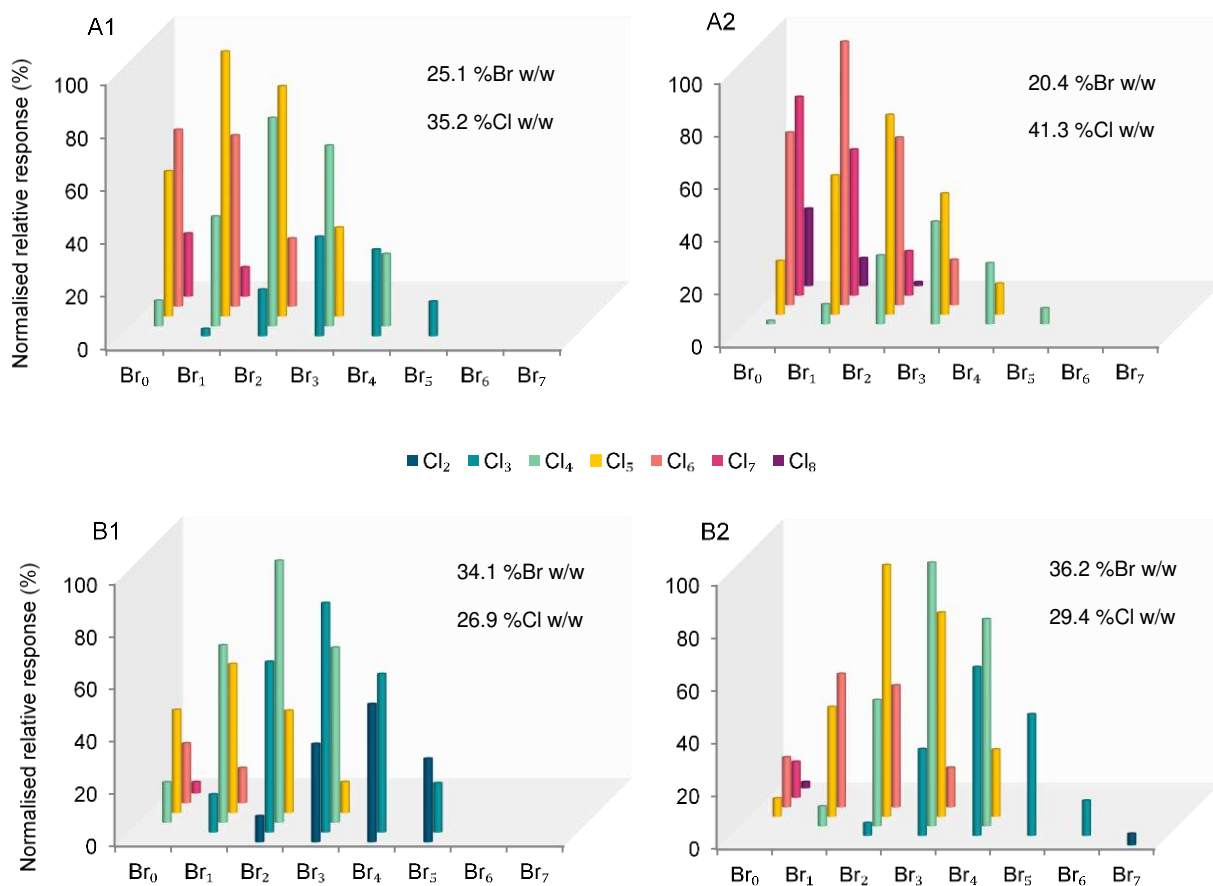 A1
A2
Normalised relative response (%)
100
80
60
40
20
0
25.1 %Br w/w
35.2 %Cl w/w
Br₀ Br₁ Br₂ Br₃ Br₄ Br₅ Br₆ Br₇
100
80
60
40
20
0
20.4 %Br w/w
41.3 %Cl w/w
Br₀ Br₁ Br₂ Br₃ Br₄ Br₅ Br₆ Br₇
Cl₂ Cl₃ Cl₄ Cl₅ Cl₆ Cl₇ Cl₈
B1
B2
Normalised relative response (%)
100
80
60
40
20
0
34.1 %Br w/w
26.9 %Cl w/w
Br₀ Br₁ Br₂ Br₃ Br₄ Br₅ Br₆ Br₇
100
80
60
40
20
0
36.2 %Br w/w
29.4 %Cl w/w
Br₀ Br₁ Br₂ Br₃ Br₄ Br₅ Br₆ Br₇